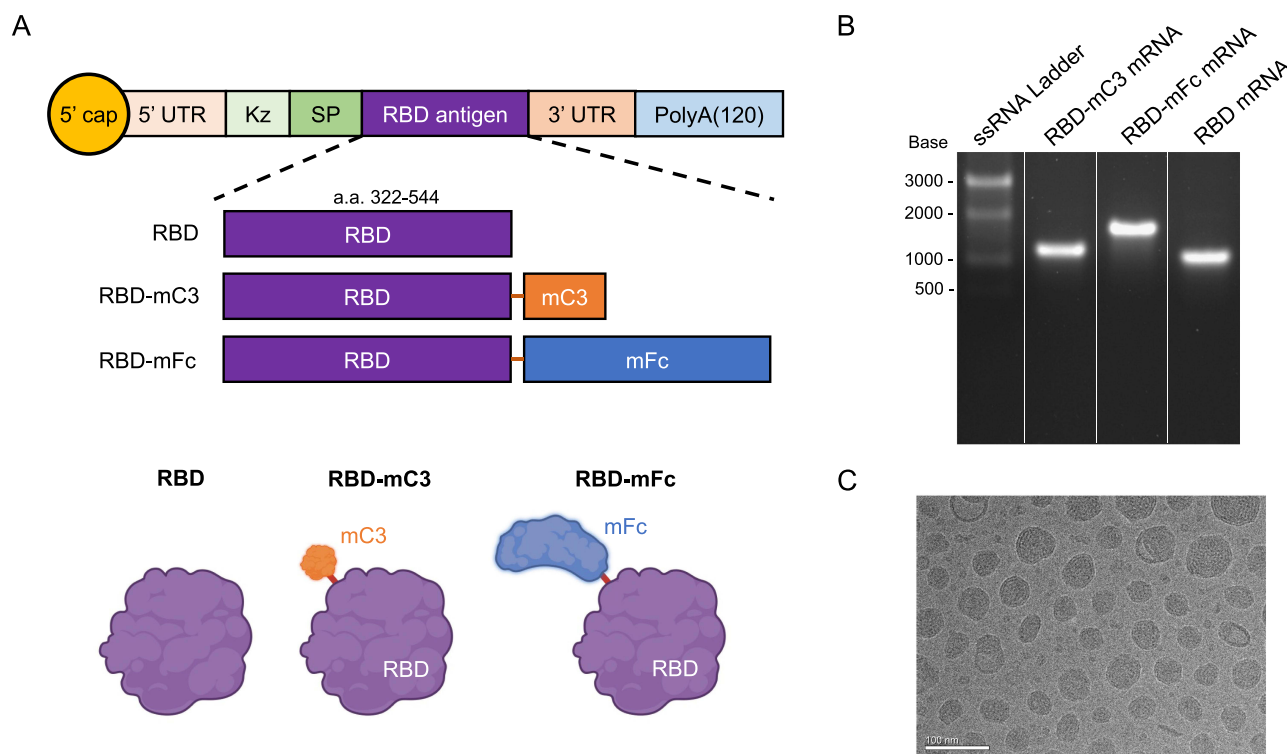 A
5' cap
5' UTR
Kz
SP
RBD antigen
3' UTR
PolyA(120)
a.a. 322-544
RBD
RBD
RBD-mC3
RBD
mC3
RBD-mFc
RBD
mFc
RBD
RBD-mC3
RBD-mFc
mC3
mFc
RBD
RBD
B
Base
ssRNA Ladder
RBD-mC3 mRNA
RBD-mFc mRNA
RBD mRNA
3000 -
2000 -
1000 -
500 -
C
100 nm